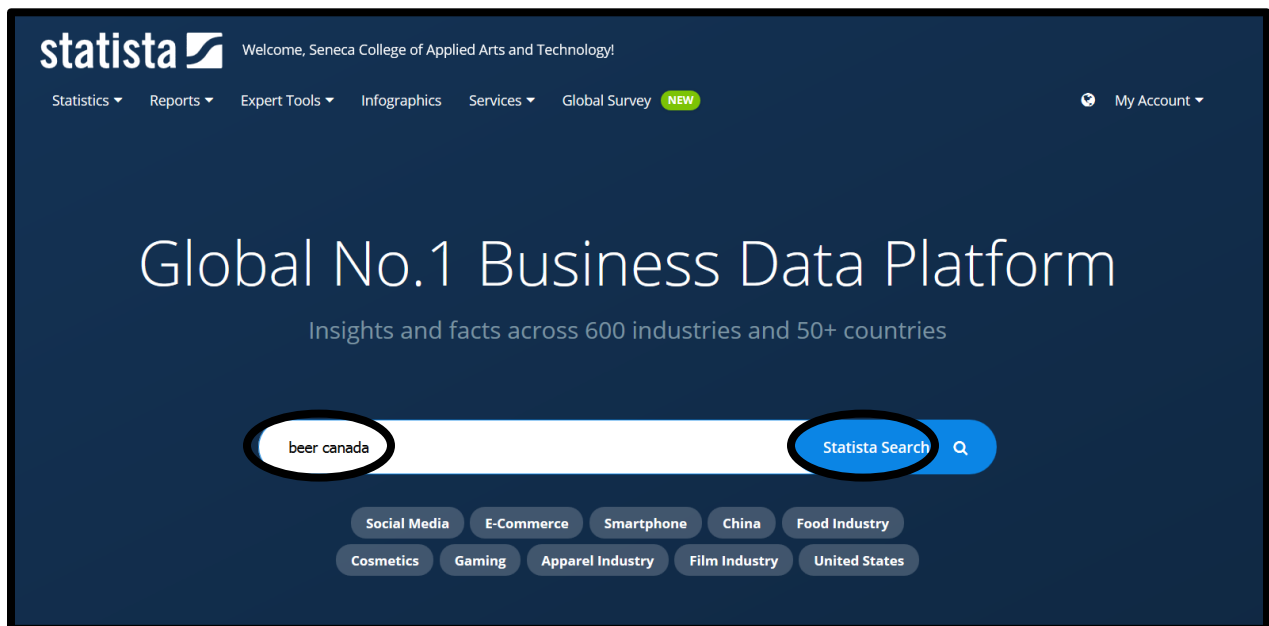 statista Welcome, Seneca College of Applied Arts and Technology!
Statistics Reports Expert Tools Infographics Services Global Survey NEW My Account
Global No.1 Business Data Platform
Insights and facts across 600 industries and 50+ countries
beer canada Statista Search
Social Media E-Commerce Smartphone China Food Industry
Cosmetics Gaming Apparel Industry Film Industry United States